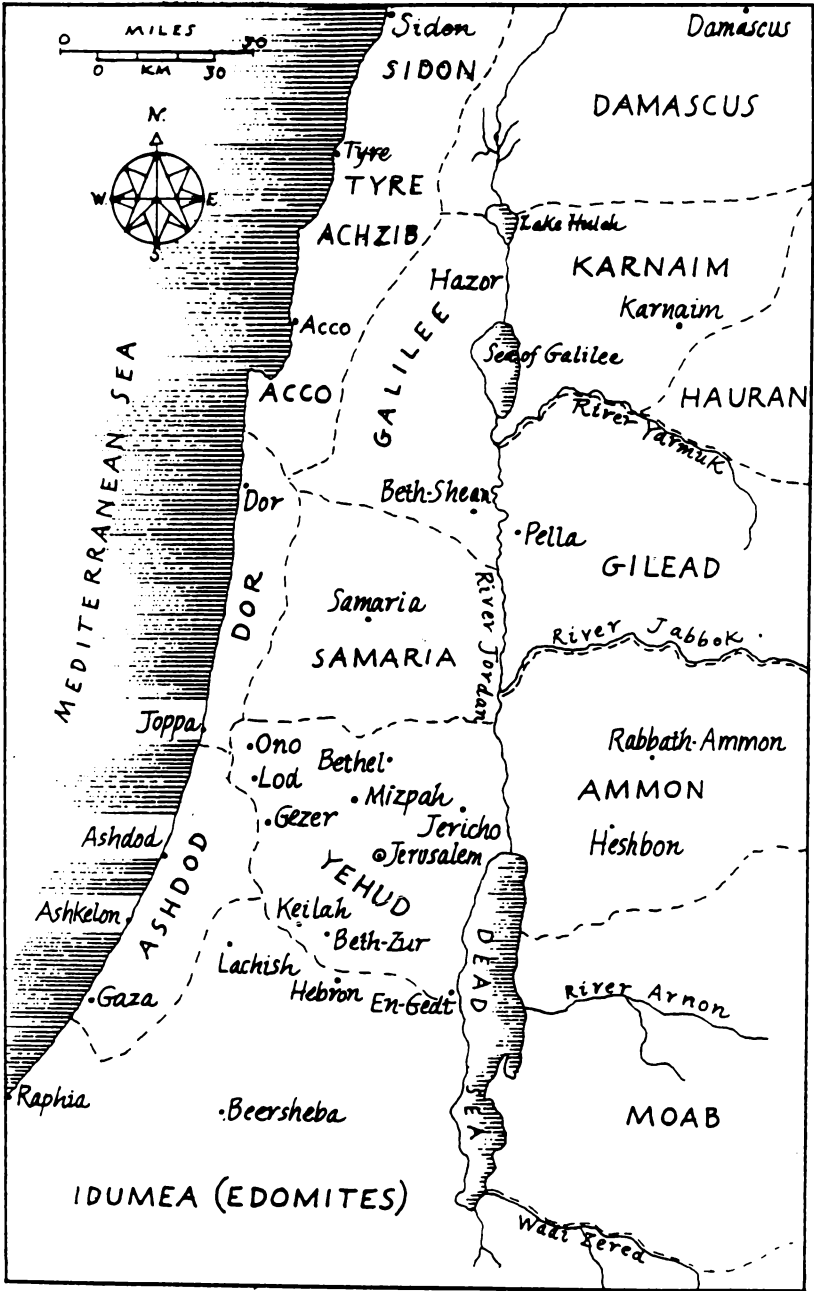 0 MILES 30
0 KM 30
N.
W E
S
Sidon
SIDON
Damascus
DAMASCUS
Tyre
TYRE
ACHZIB
Lake Huleh
KARNAIM
Karnaim
Hazor
Acco
ACCO
GALILEE
Sea of Galilee
HAURAN
River Yarmuk
MEDITERRANEAN SEA
Dor
DOR
Beth-Shean
Pella
GILEAD
Samaria
SAMARIA
River Jordan
River Jabbok
Joppa
Ono
Lod
Bethel
Mizpah
Gezer
Jericho
Jerusalem
YEHUD
Rabbath-Ammon
AMMON
Heshbon
Ashdod
ASHDOD
Ashkelon
Keilah
Beth-Zur
Lachish
Hebron
En-Gedi
DEAD SEA
River Arnon
Gaza
Raphia
Beersheba
MOAB
IDUMEA (EDOMITES)
Wadi Zered